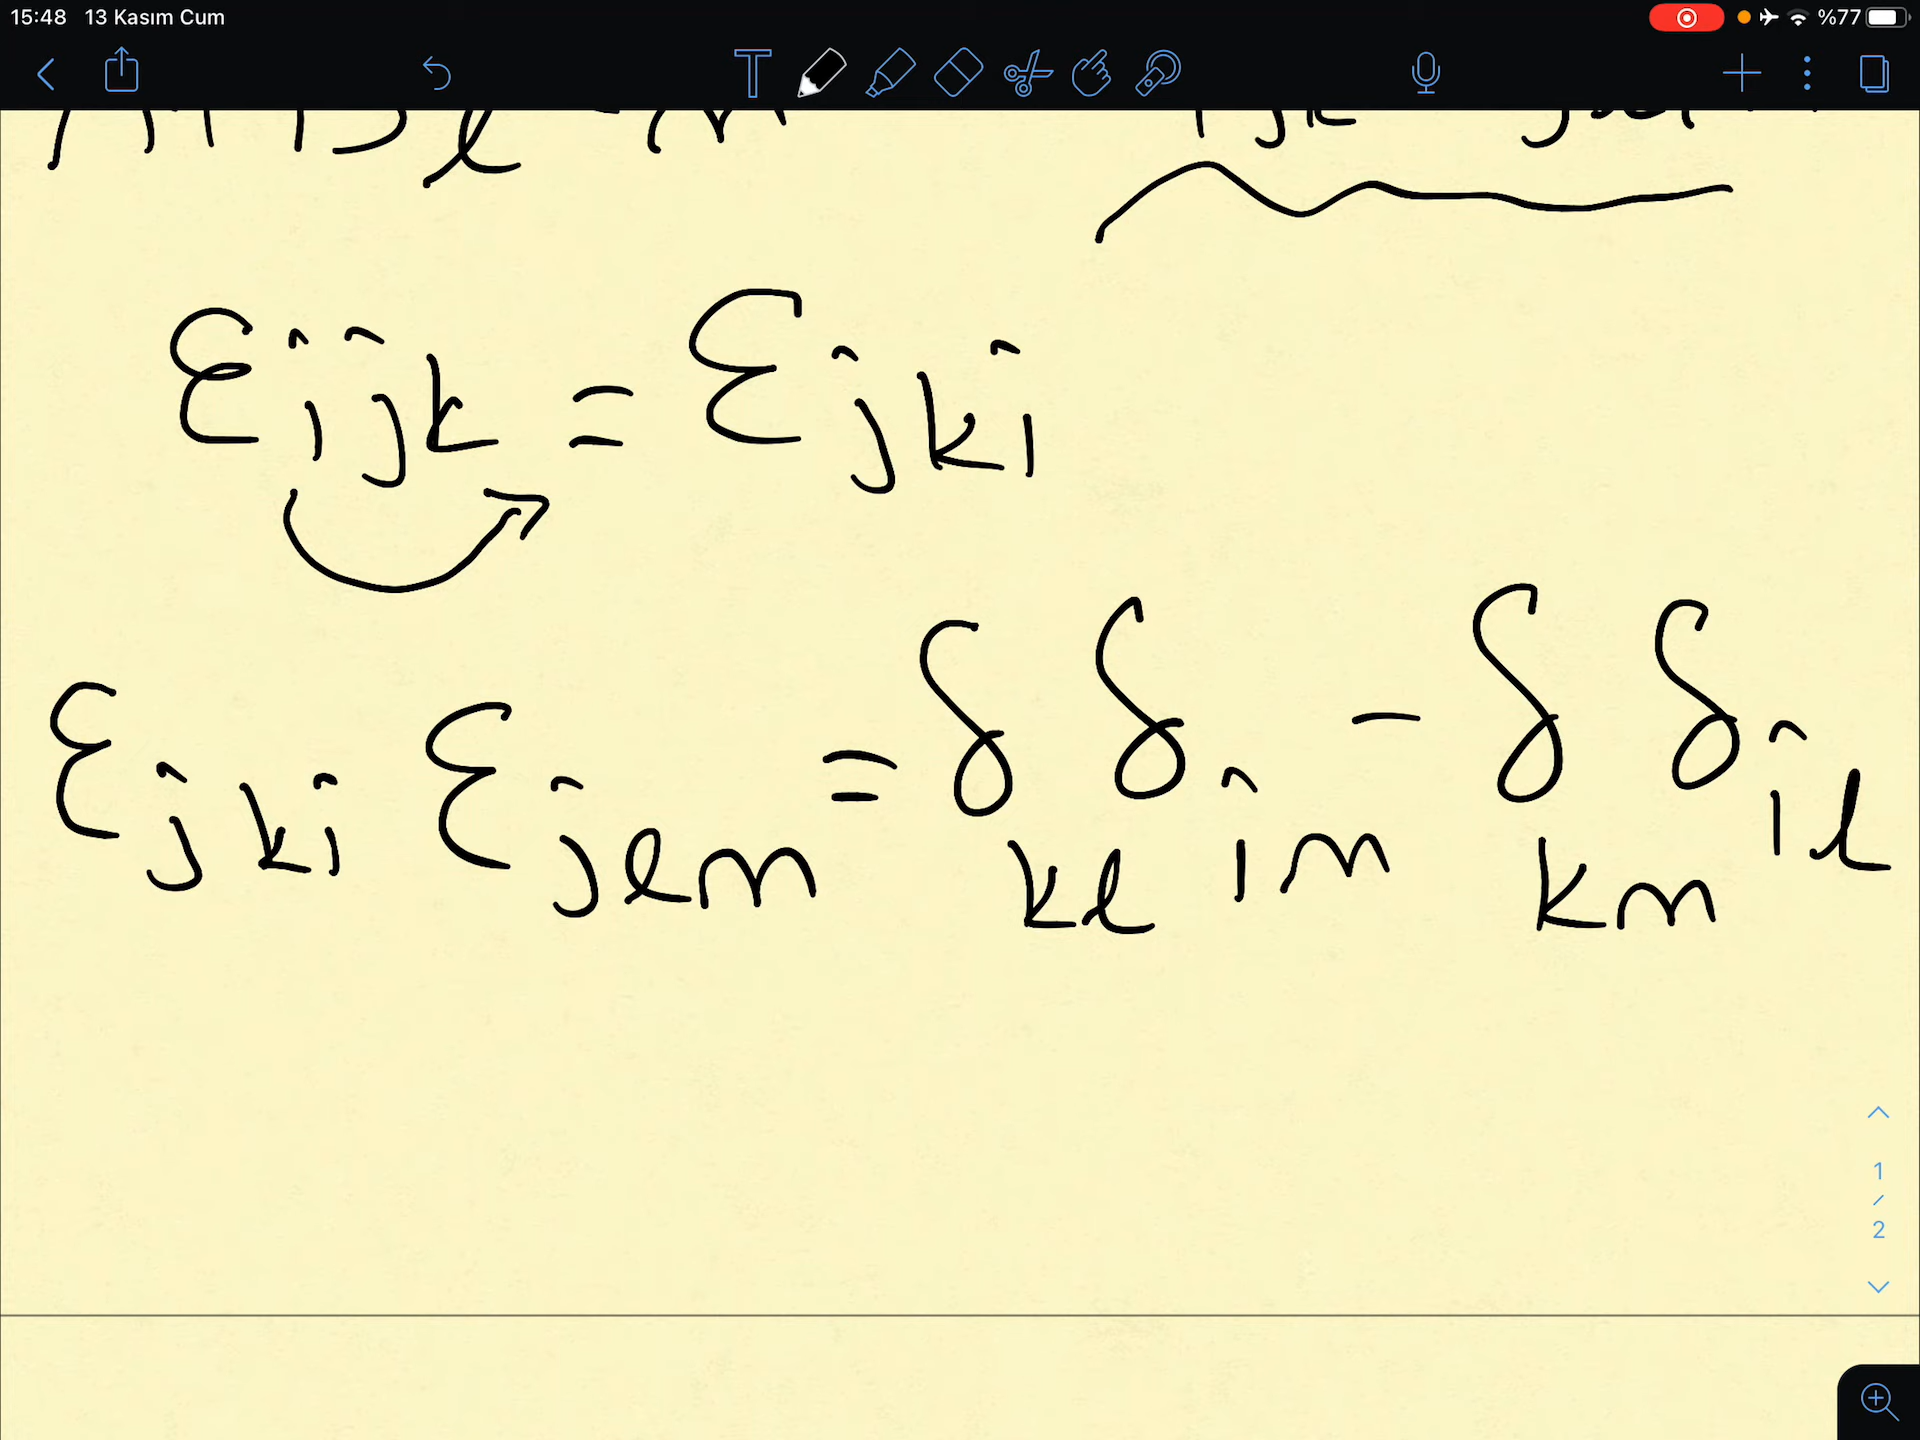 15:48 13 Kasım Cum %77
εijk = εjki
εjki εjlm = δkl δim - δkm δil
1
/
2